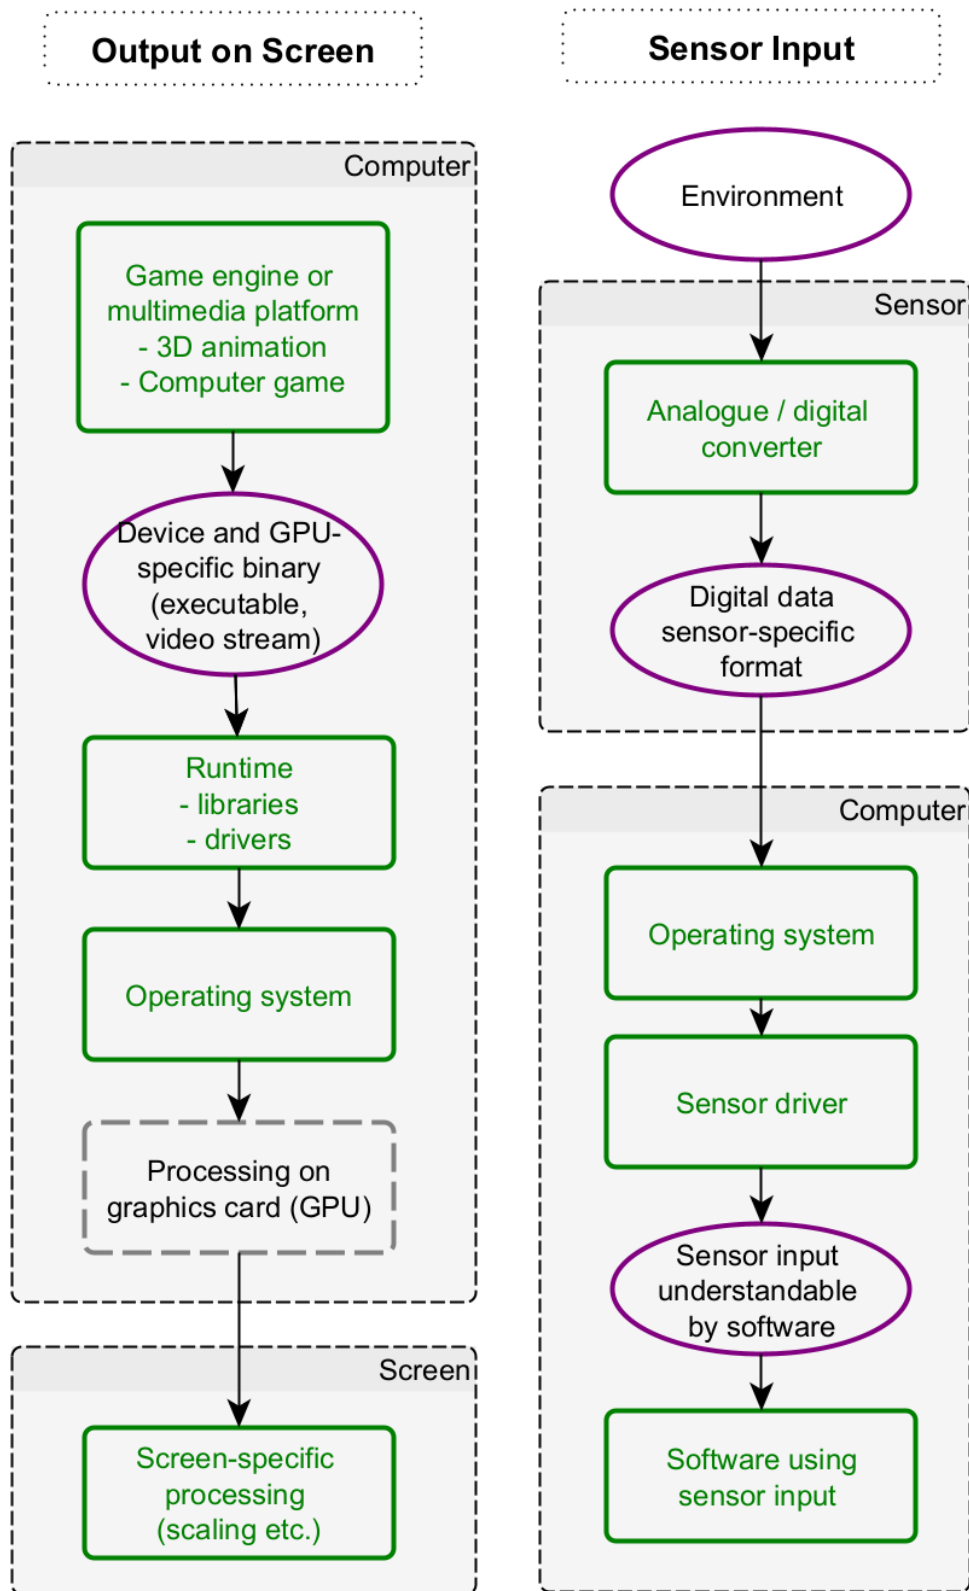 Output on Screen
Computer
Game engine or
multimedia platform
- 3D animation
- Computer game
Device and GPU-
specific binary
(executable,
video stream)
Runtime
- libraries
- drivers
Operating system
Processing on
graphics card (GPU)
Screen
Screen-specific
processing
(scaling etc.)
Sensor Input
Environment
Sensor
Analogue / digital
converter
Digital data
sensor-specific
format
Computer
Operating system
Sensor driver
Sensor input
understandable
by software
Software using
sensor input